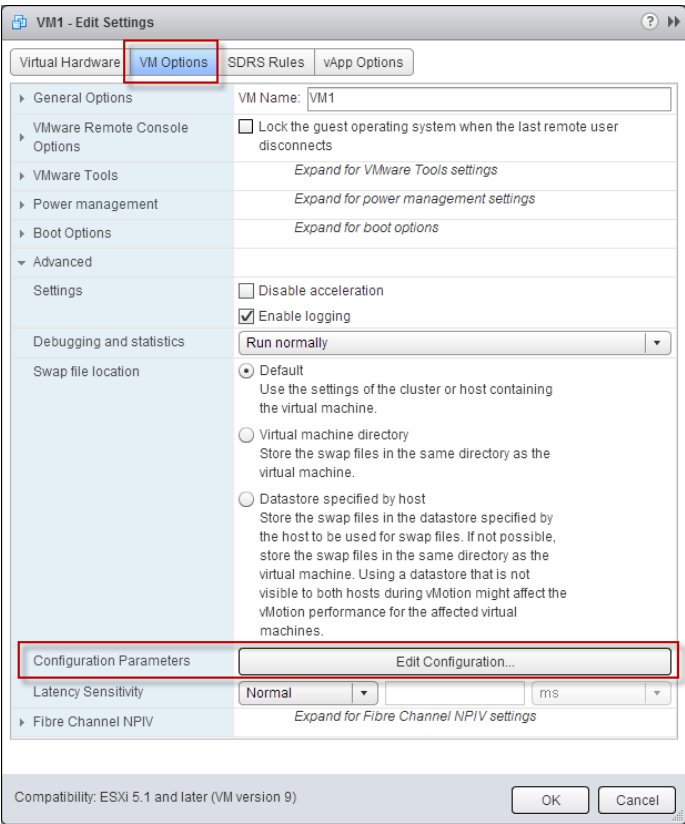 VM1 - Edit Settings
?
Virtual Hardware VM Options SDRS Rules vApp Options
General Options VM Name: VM1
VMware Remote Console Options
Lock the guest operating system when the last remote user
disconnects
VMware Tools Expand for VMware Tools settings
Power management Expand for power management settings
Boot Options Expand for boot options
Advanced
Settings Disable acceleration
Enable logging
Debugging and statistics Run normally
Swap file location Default
Use the settings of the cluster or host containing
the virtual machine.
Virtual machine directory
Store the swap files in the same directory as the
virtual machine.
Datastore specified by host
Store the swap files in the datastore specified by
the host to be used for swap files. If not possible,
store the swap files in the same directory as the
virtual machine. Using a datastore that is not
visible to both hosts during vMotion might affect the
vMotion performance for the affected virtual
machines.
Configuration Parameters Edit Configuration...
Latency Sensitivity Normal ms
Fibre Channel NPIV Expand for Fibre Channel NPIV settings
Compatibility: ESXi 5.1 and later (VM version 9) OK Cancel